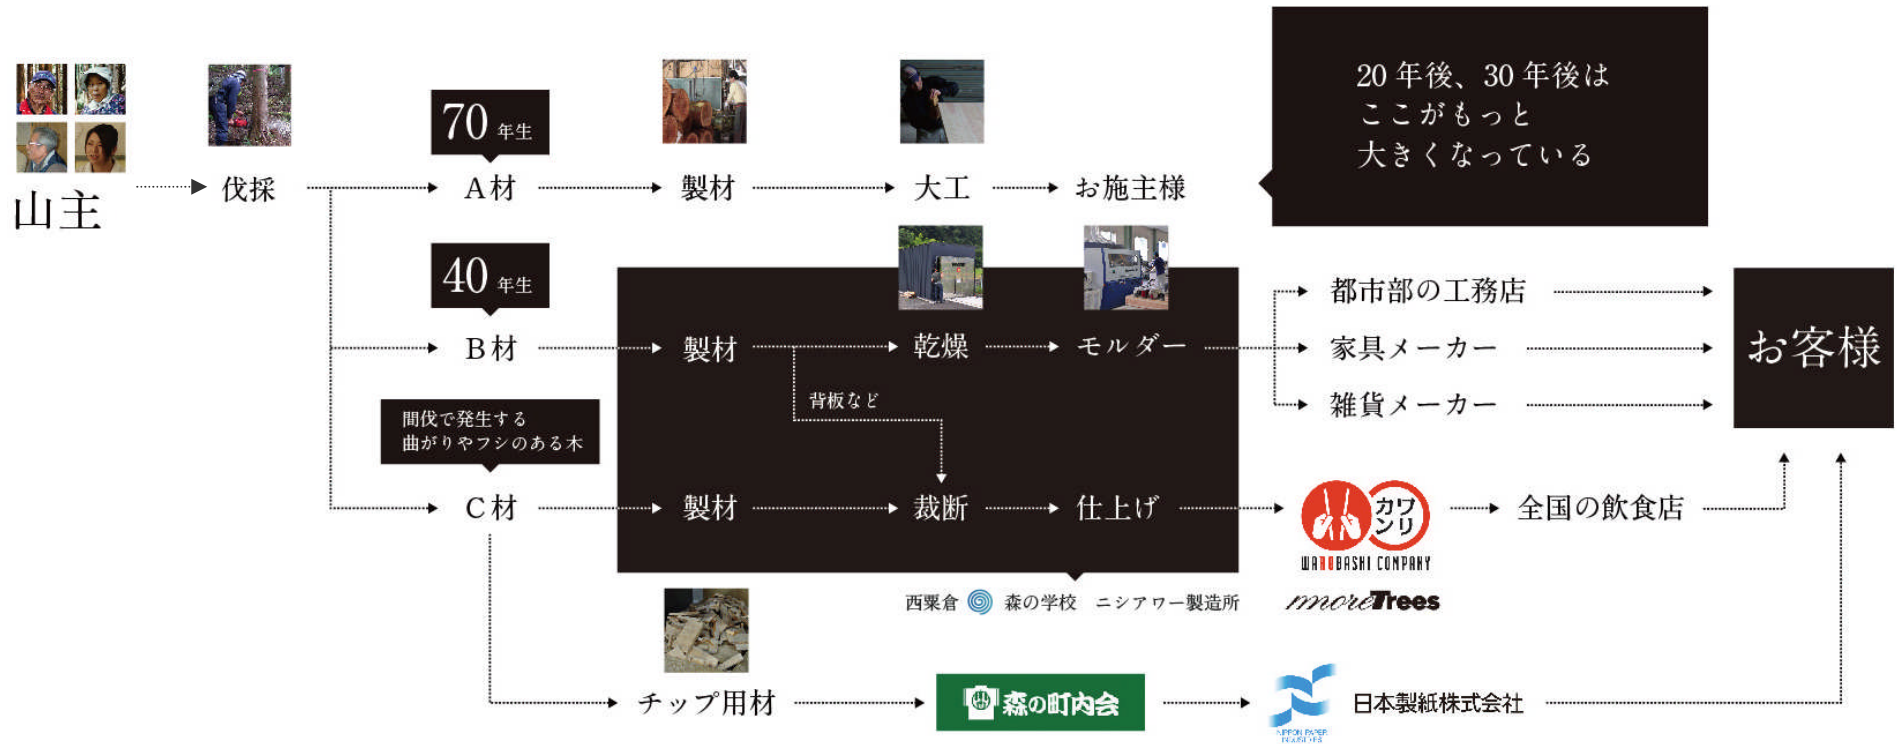 山主
伐採
70年生
A材
製材
大工
お施主様
20年後、30年後は
ここがもっと
大きくなっている
40年生
B材
製材
乾燥
モルダー
背板など
都市部の工務店
家具メーカー
雑貨メーカー
お客様
間伐で発生する
曲がりやフシのある木
C材
製材
裁断
仕上げ
ワリ
カン
WARIBASHI COMPANY
more Trees
全国の飲食店
西粟倉 森の学校 ニシアワー製造所
チップ用材
森の町内会
NIPPON PAPER
INDUSTRIES
日本製紙株式会社